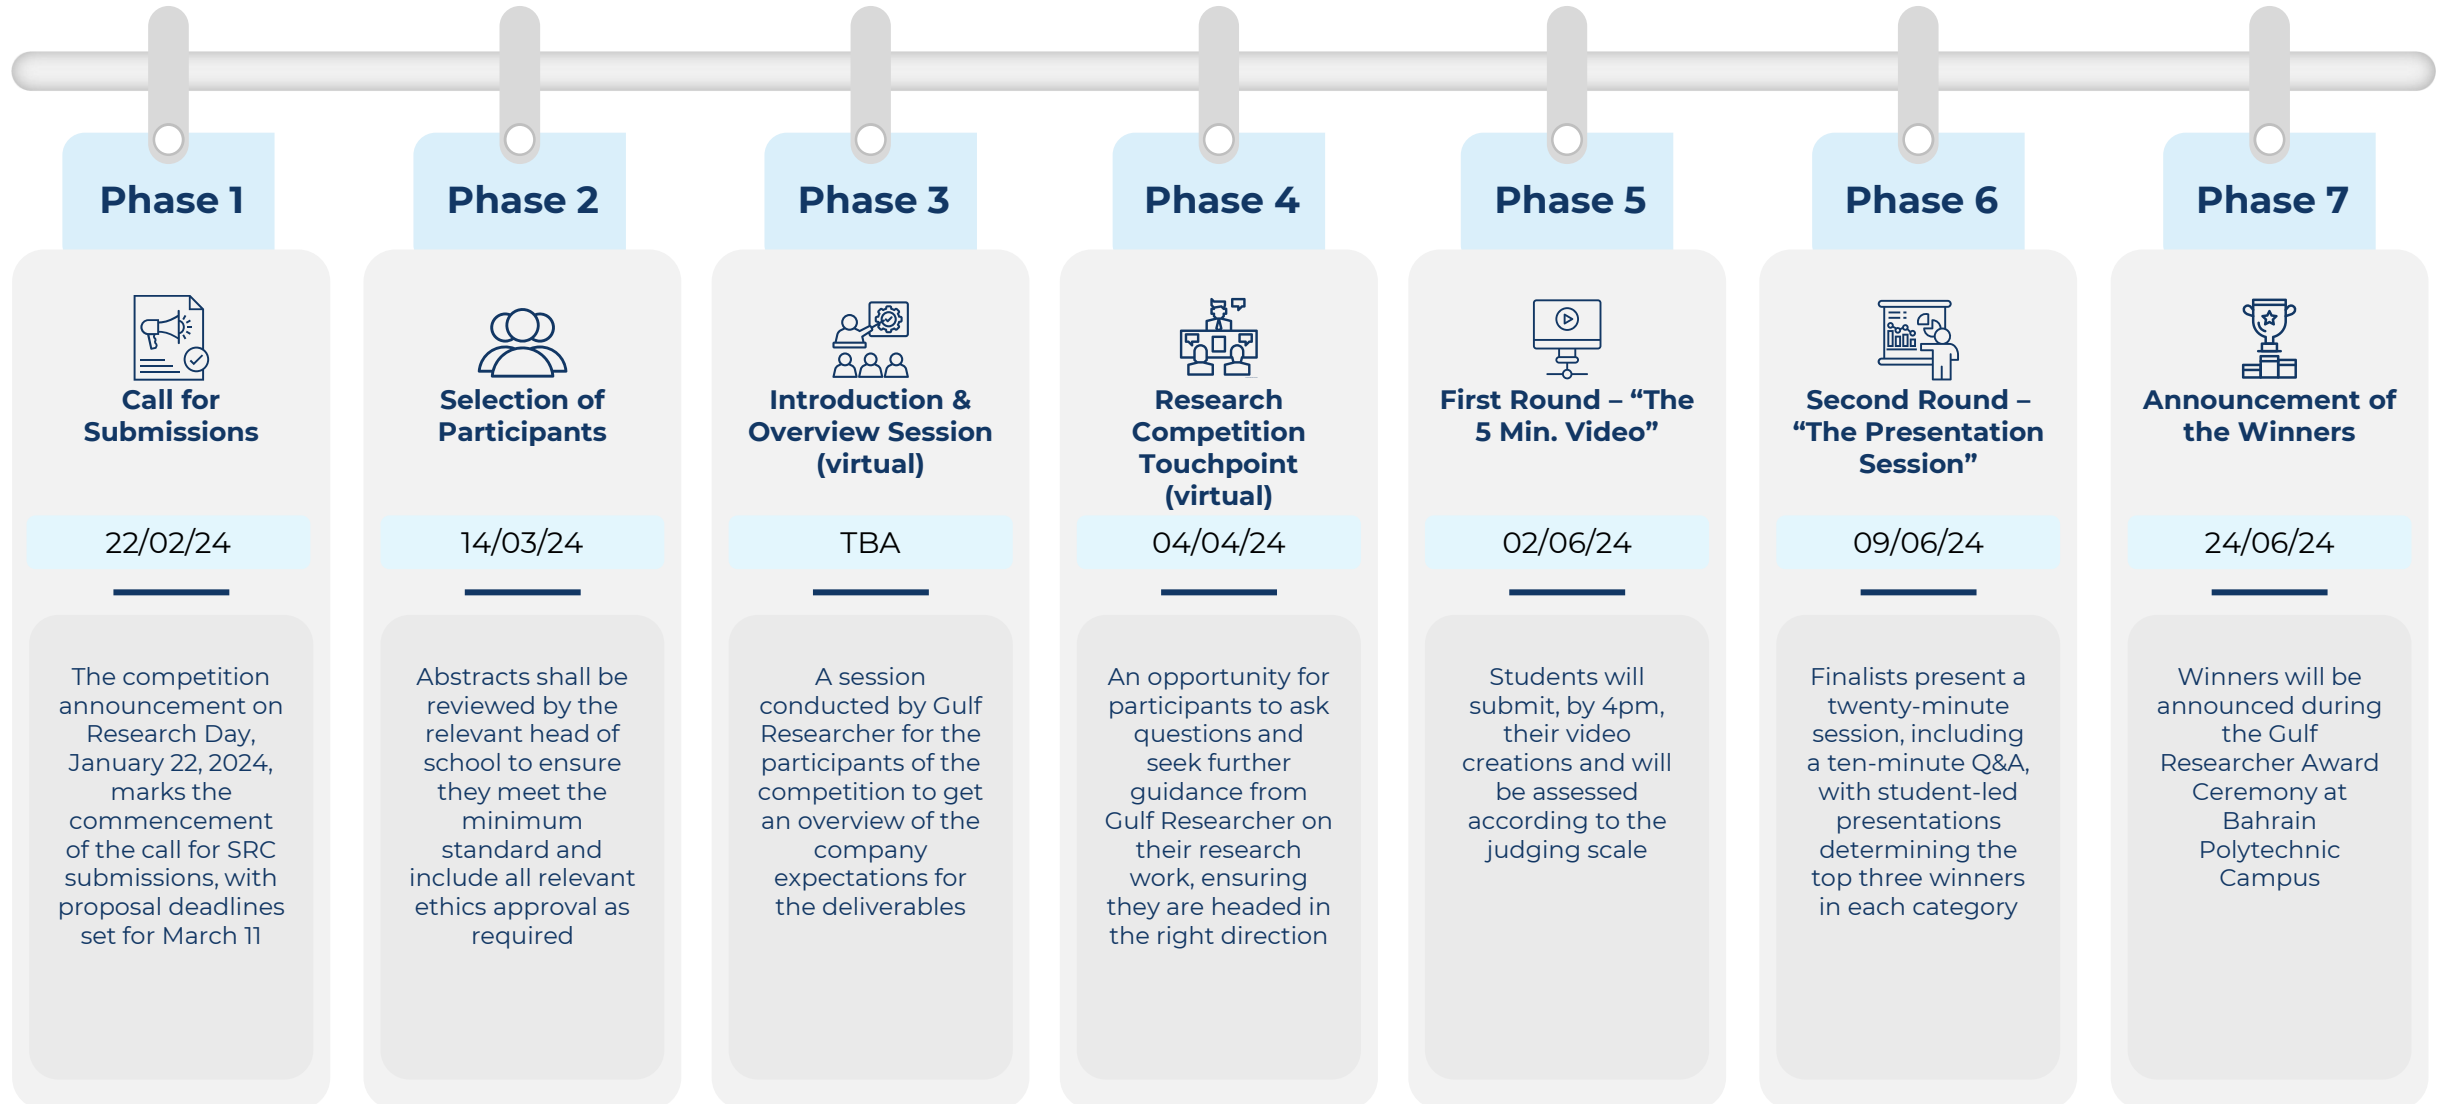 Phase 1
Call for
Submissions
22/02/24
The competition
announcement on
Research Day,
January 22, 2024,
marks the
commencement
of the call for SRC
submissions, with
proposal deadlines
set for March 11
Phase 2
Selection of
Participants
14/03/24
Abstracts shall be
reviewed by the
relevant head of
school to ensure
they meet the
minimum
standard and
include all relevant
ethics approval as
required
Phase 3
Introduction &
Overview Session
(virtual)
TBA
A session
conducted by Gulf
Researcher for the
participants of the
competition to get
an overview of the
company
expectations for
the deliverables
Phase 4
Research
Competition
Touchpoint
(virtual)
04/04/24
An opportunity for
participants to ask
questions and
seek further
guidance from
Gulf Researcher on
their research
work, ensuring
they are headed in
the right direction
Phase 5
First Round – “The
5 Min. Video”
02/06/24
Students will
submit, by 4pm,
their video
creations and will
be assessed
according to the
judging scale
Phase 6
Second Round –
“The Presentation
Session”
09/06/24
Finalists present a
twenty-minute
session, including
a ten-minute Q&A,
with student-led
presentations
determining the
top three winners
in each category
Phase 7
Announcement of
the Winners
24/06/24
Winners will be
announced during
the Gulf
Researcher Award
Ceremony at
Bahrain
Polytechnic
Campus